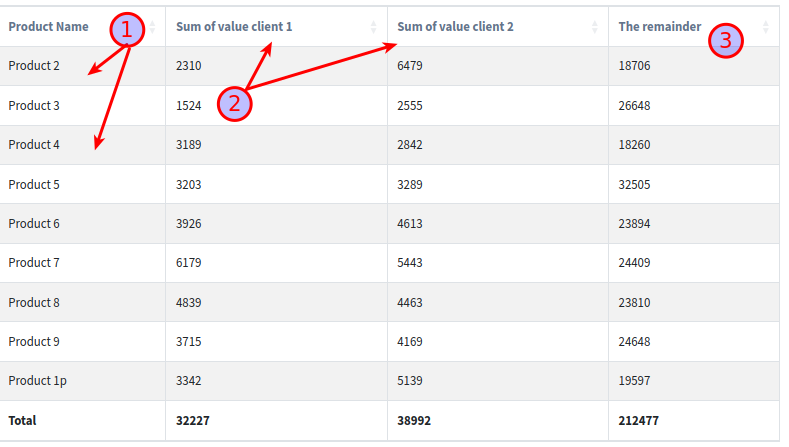 Product Name 1 Sum of value client 1 Sum of value client 2 The remainder 3
Product 2 2310 6479 18706
Product 3 1524 2 2555 26648
Product 4 3189 2842 18260
Product 5 3203 3289 32505
Product 6 3926 4613 23894
Product 7 6179 5443 24409
Product 8 4839 4463 23810
Product 9 3715 4169 24648
Product 1p 3342 5139 19597
Total 32227 38992 212477